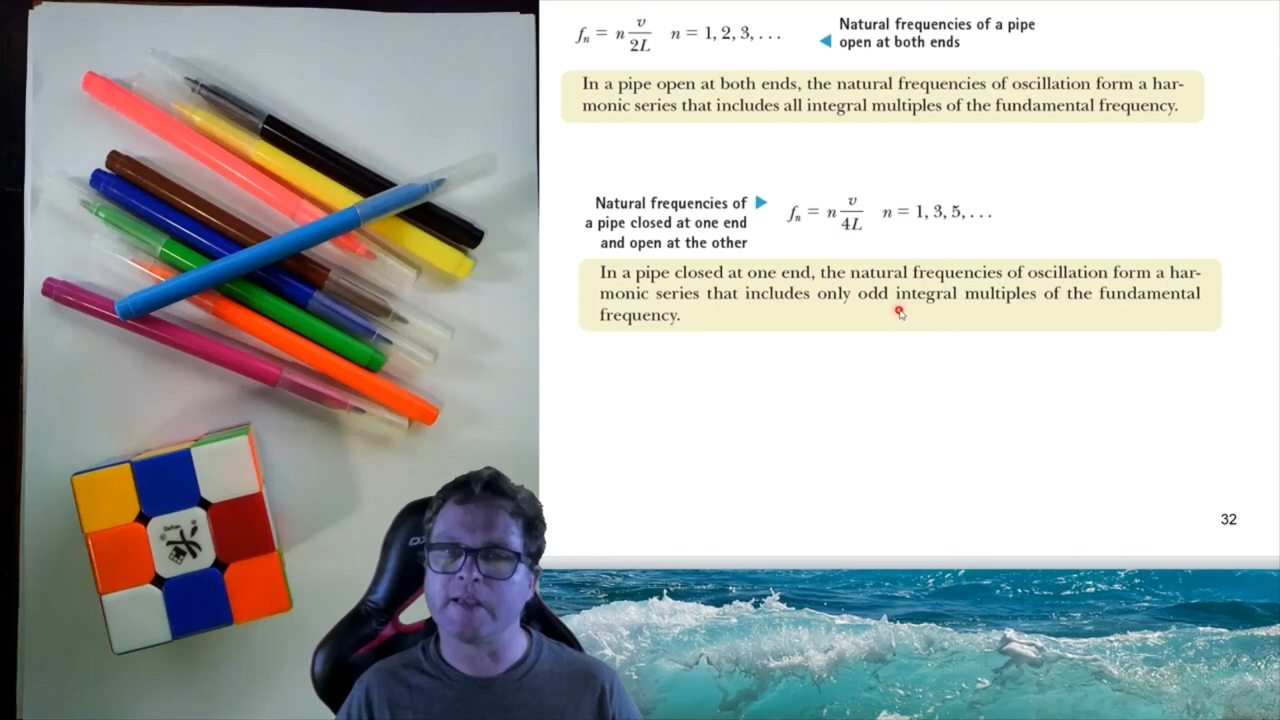 f_n = n v/2L   n = 1, 2, 3, . . .
Natural frequencies of a pipe
◀ open at both ends
In a pipe open at both ends, the natural frequencies of oscillation form a har-
monic series that includes all integral multiples of the fundamental frequency.
Natural frequencies of ▶
a pipe closed at one end
and open at the other
f_n = n v/4L   n = 1, 3, 5, . . .
In a pipe closed at one end, the natural frequencies of oscillation form a har-
monic series that includes only odd integral multiples of the fundamental
frequency.
32